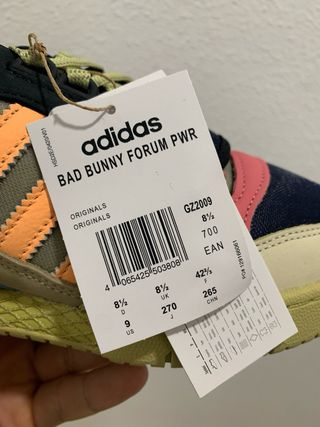 adidas
BAD BUNNY FORUM PWR
ORIGINALS
ORIGINALS
GZ2009
8½
700
EAN
4 065425 503808
8½ 8½ 42⅔
D UK F
9 270 265
US J CHN